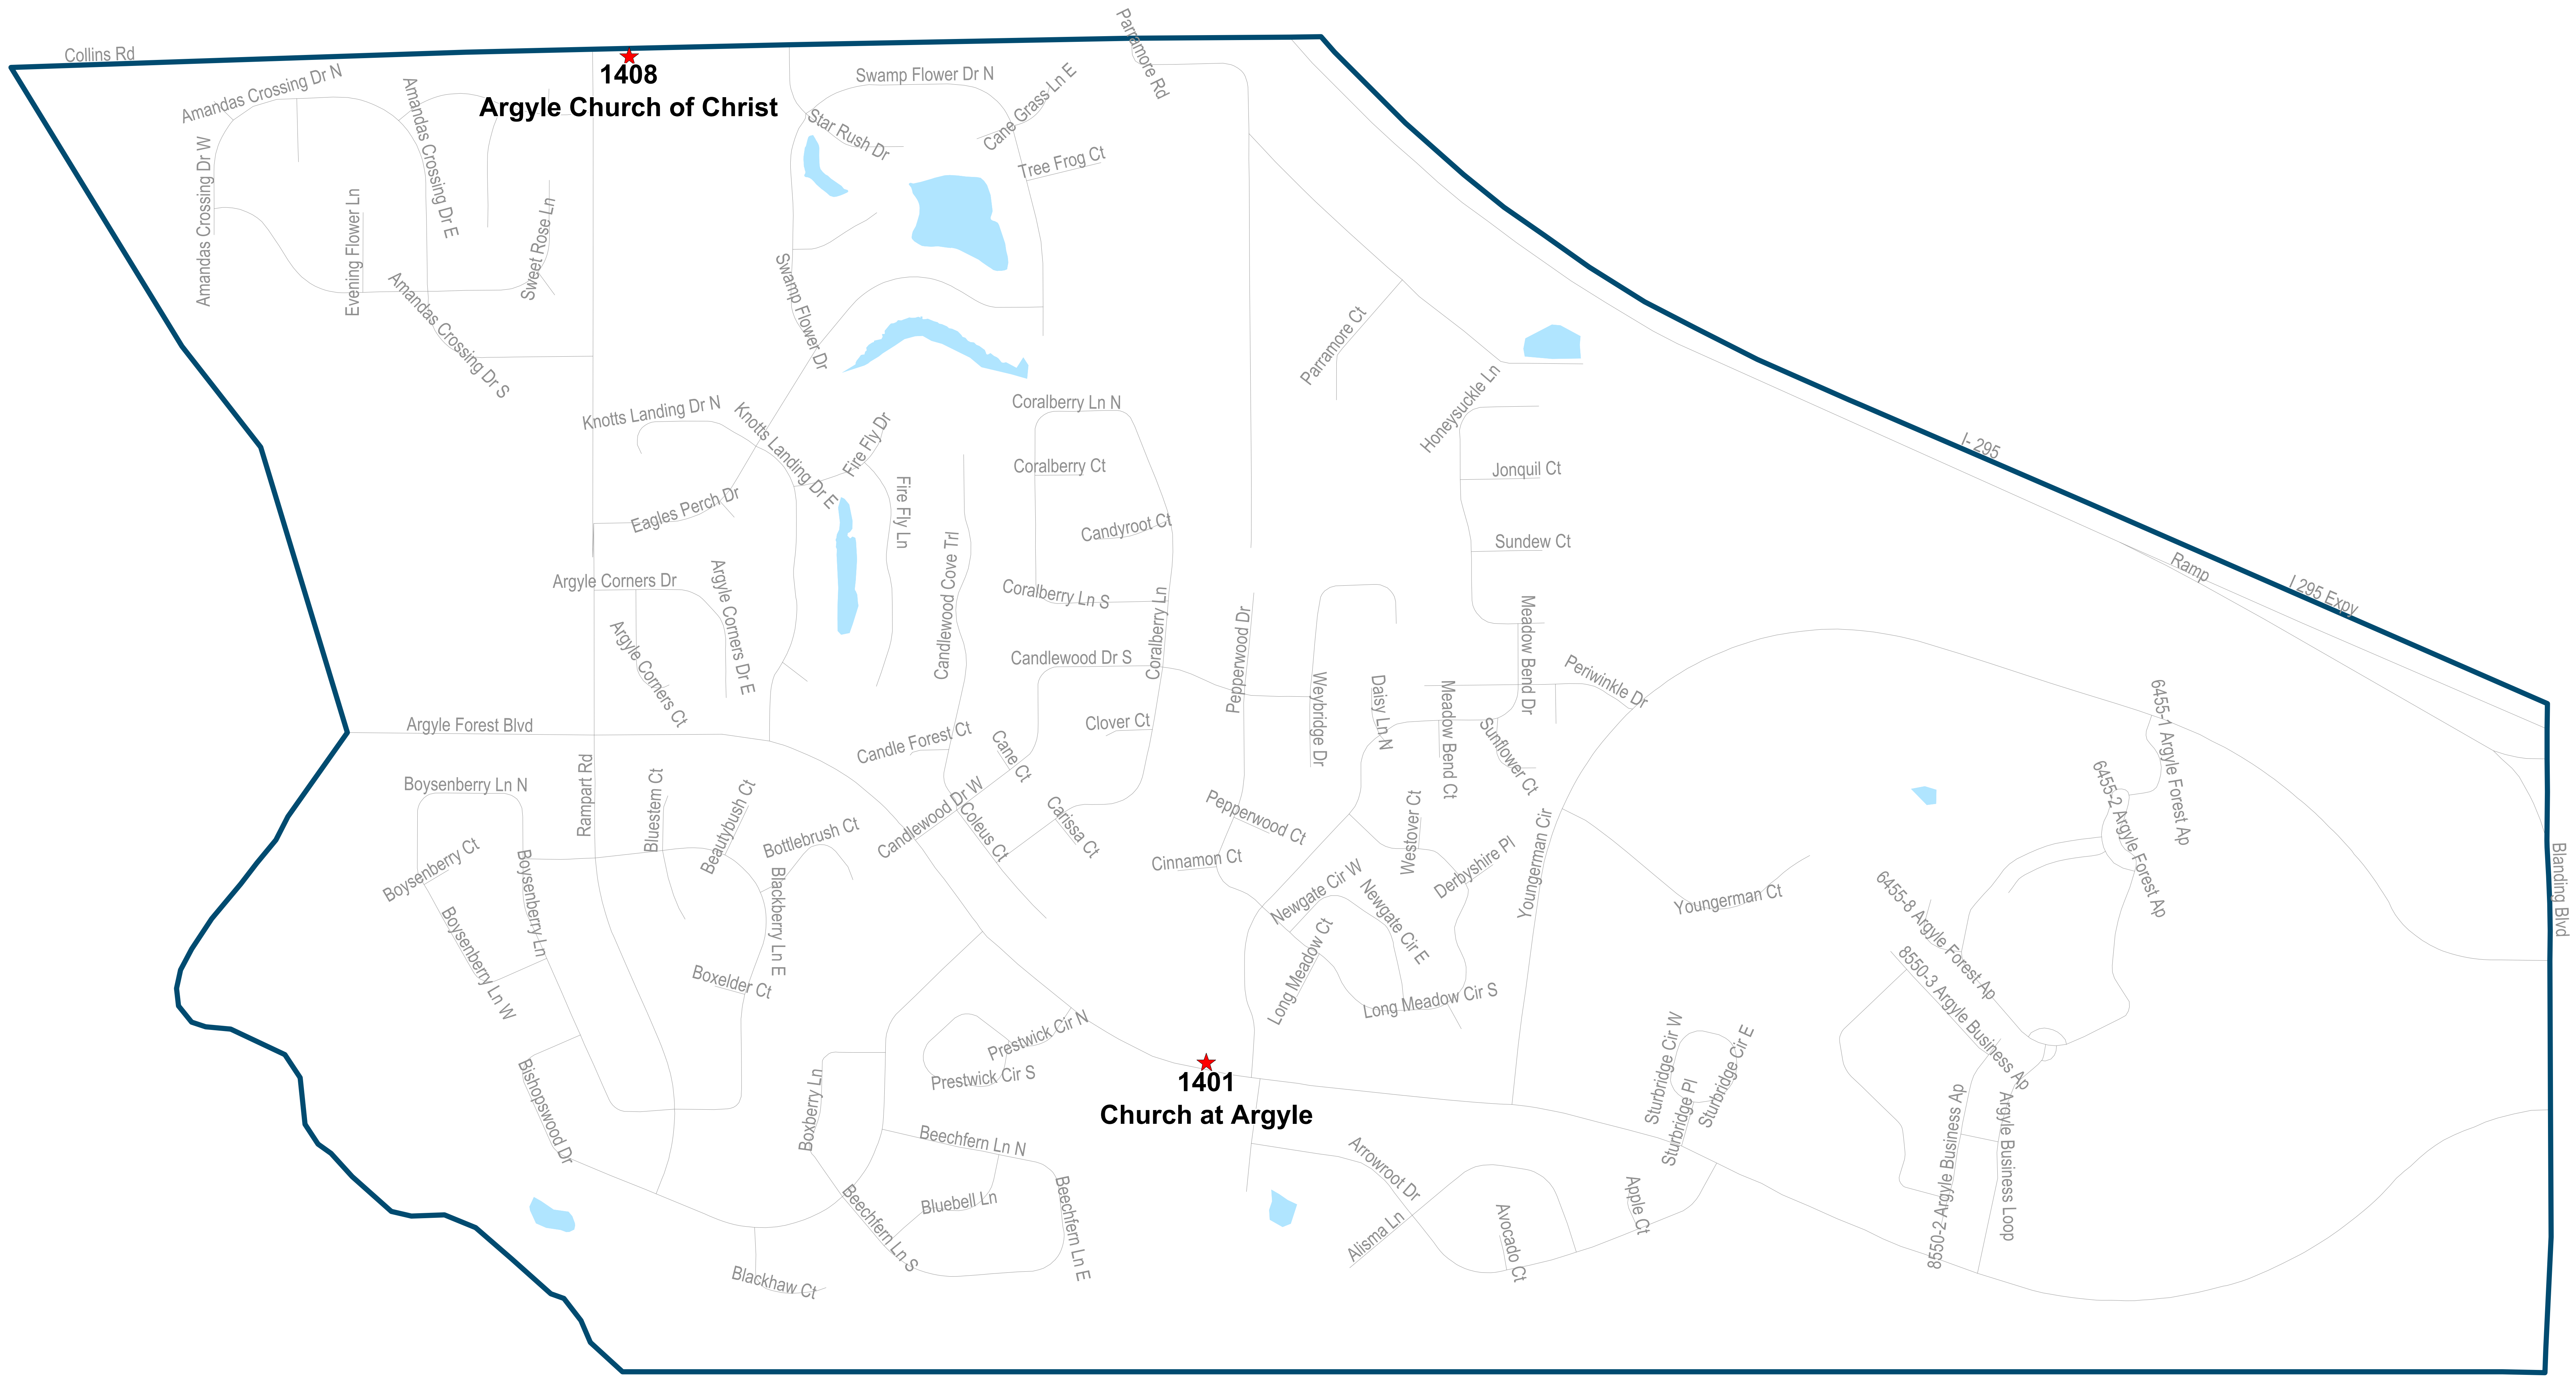 Collins Rd
1408
Argyle Church of Christ
Parramore Rd
Amandas Crossing Dr N
Amandas Crossing Dr E
Amandas Crossing Dr W
Evening Flower Ln
Sweet Rose Ln
Amandas Crossing Dr S
Swamp Flower Dr N
Star Rush Dr
Cane Grass Ln E
Tree Frog Ct
Swamp Flower Dr
Parramore Ct
Honeysuckle Ln
Knotts Landing Dr N
Knotts Landing Dr E
Fire Fly Dr
Fire Fly Ln
Coralberry Ln N
Coralberry Ct
Candyroot Ct
Coralberry Ln S
Coralberry Ln
Eagles Perch Dr
Jonquil Ct
Sundew Ct
I- 295
Ramp
I 295 Expy
Argyle Corners Dr
Argyle Corners Dr E
Argyle Corners Ct
Candlewood Cove Trl
Candlewood Dr S
Pepperwood Dr
Weybridge Dr
Daisy Ln N
Meadow Bend Dr
Meadow Bend Ct
Periwinkle Dr
Sunflower Ct
Argyle Forest Blvd
Candle Forest Ct
Cane Ct
Clover Ct
6455-1 Argyle Forest Ap
6455-2 Argyle Forest Ap
Boysenberry Ln N
Rampart Rd
Bluestem Ct
Beautybush Ct
Bottlebrush Ct
Candlewood Dr W
Coleus Ct
Carissa Ct
Pepperwood Ct
Cinnamon Ct
Westover Ct
Derbyshire Pl
Youngerman Cir
Youngerman Ct
Blanding Blvd
Boysenberry Ct
Boysenberry Ln
Boysenberry Ln W
Blackberry Ln E
Boxelder Ct
Newgate Cir W
Newgate Cir E
Long Meadow Ct
Long Meadow Cir S
6455-8 Argyle Forest Ap
8550-3 Argyle Business Ap
Prestwick Cir N
Prestwick Cir S
1401
Church at Argyle
Sturbridge Cir W
Sturbridge Pl
Sturbridge Cir E
Bishopswood Dr
Boxberry Ln
Beechfern Ln N
Bluebell Ln
Beechfern Ln S
Beechfern Ln E
Blackhaw Ct
Arrowroot Dr
Alisma Ln
Avocado Ct
Apple Ct
8550-2 Argyle Business Ap
Argyle Business Loop